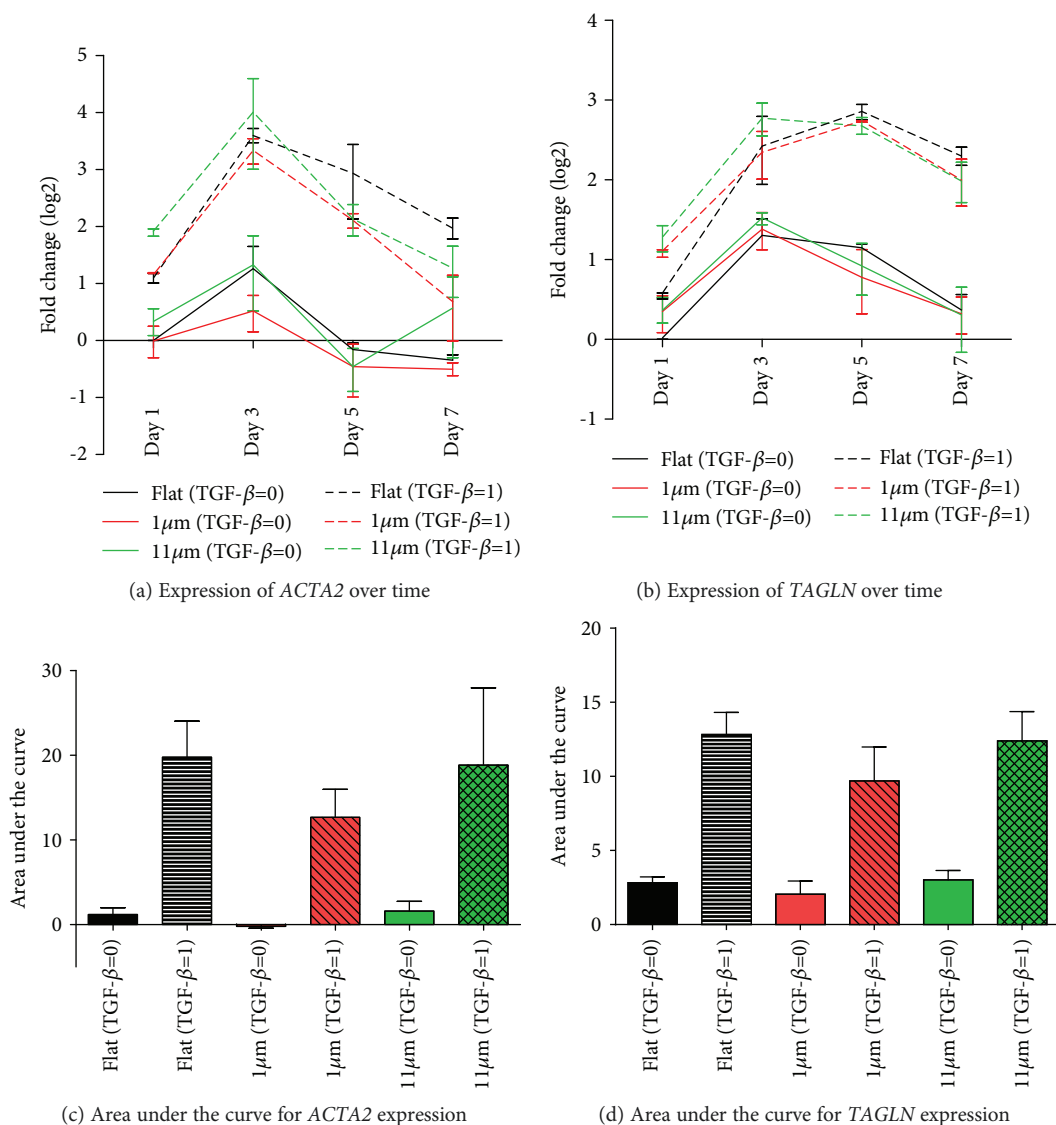 5
4
3
2
1
0
-1
-2
Fold change (log2)
Day 1
Day 3
Day 5
Day 7
Flat (TGF-β=0)
1μm (TGF-β=0)
11μm (TGF-β=0)
Flat (TGF-β=1)
1μm (TGF-β=1)
11μm (TGF-β=1)
(a) Expression of ACTA2 over time
4
3
2
1
0
-1
Fold change (log2)
Day 1
Day 3
Day 5
Day 7
Flat (TGF-β=0)
1μm (TGF-β=0)
11μm (TGF-β=0)
Flat (TGF-β=1)
1μm (TGF-β=1)
11μm (TGF-β=1)
(b) Expression of TAGLN over time
30
20
10
0
Area under the curve
Flat (TGF-β=0)
Flat (TGF-β=1)
1μm (TGF-β=0)
1μm (TGF-β=1)
11μm (TGF-β=0)
11μm (TGF-β=1)
(c) Area under the curve for ACTA2 expression
20
15
10
5
0
Area under the curve
Flat (TGF-β=0)
Flat (TGF-β=1)
1μm (TGF-β=0)
1μm (TGF-β=1)
11μm (TGF-β=0)
11μm (TGF-β=1)
(d) Area under the curve for TAGLN expression